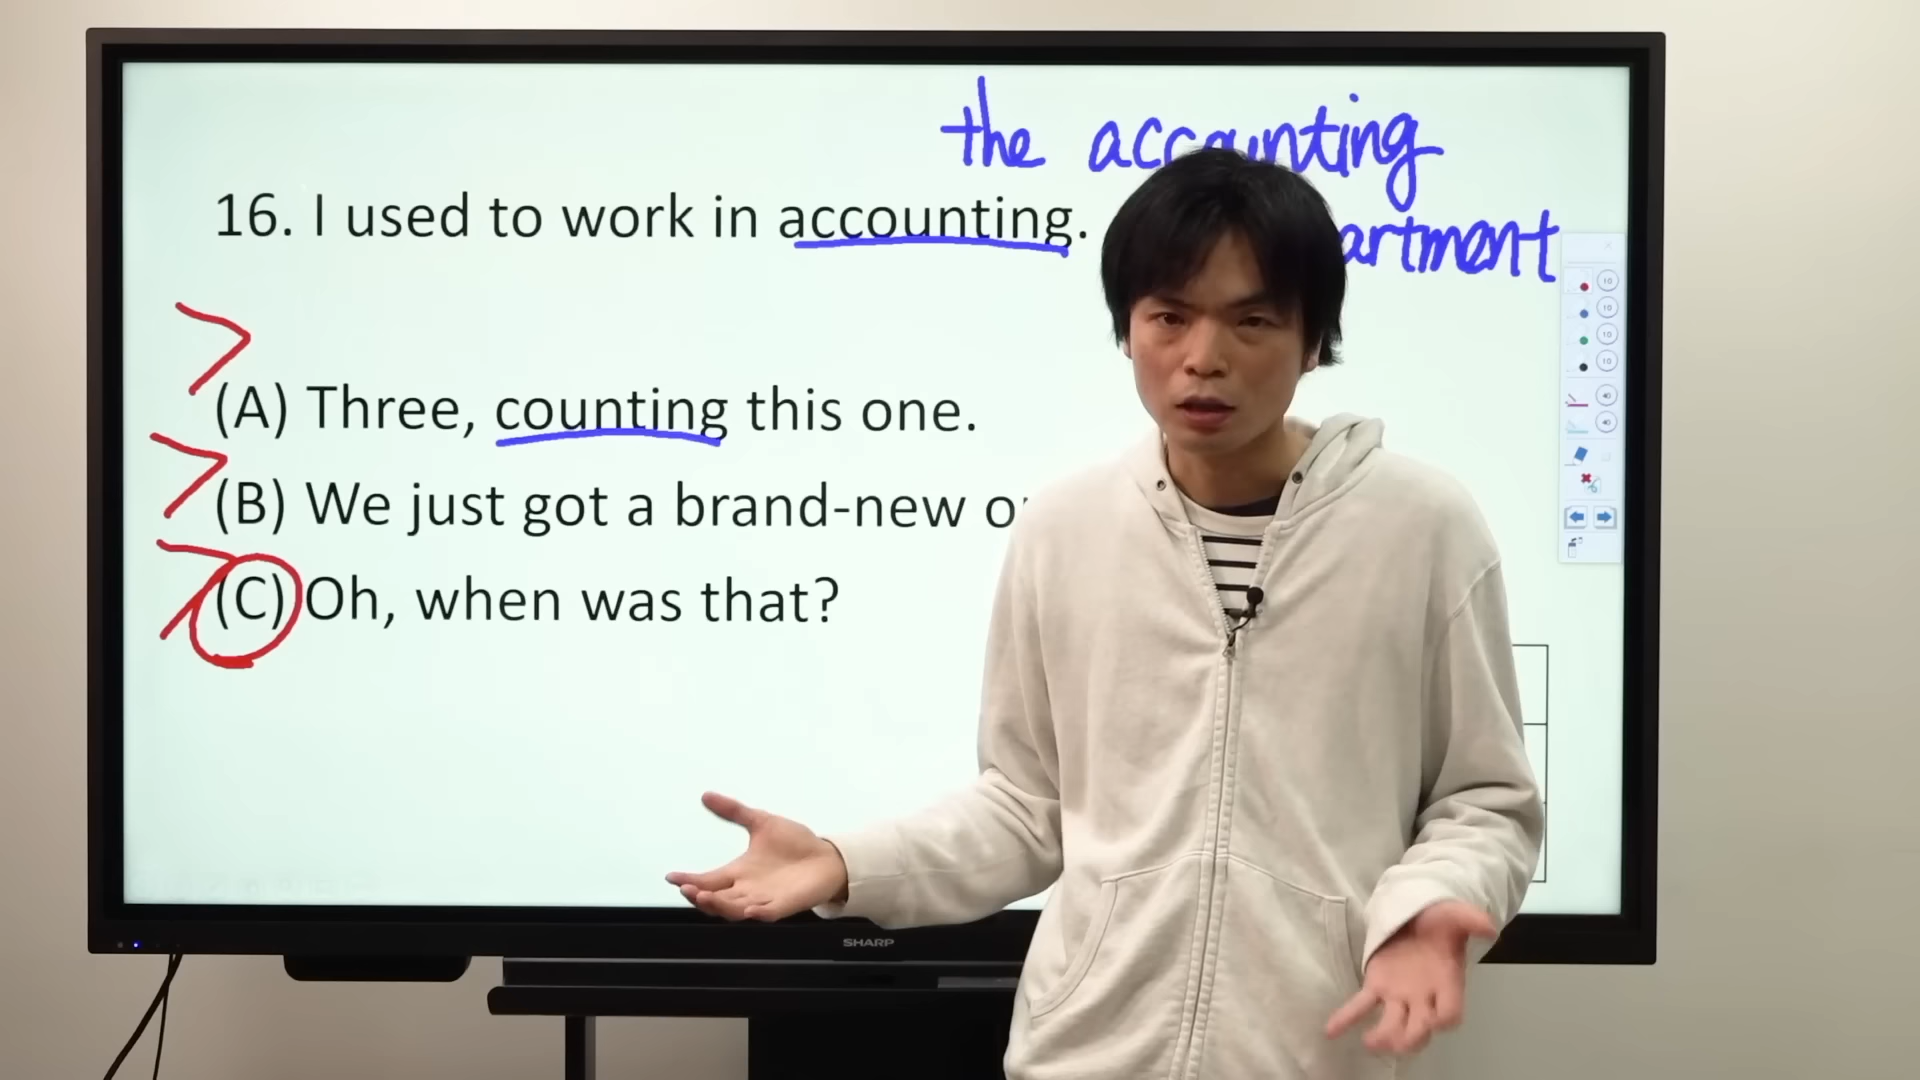 the accounting
16. I used to work in accounting.
(A) Three, counting this one.
(B) We just got a brand-new
(C) Oh, when was that?
SHARP